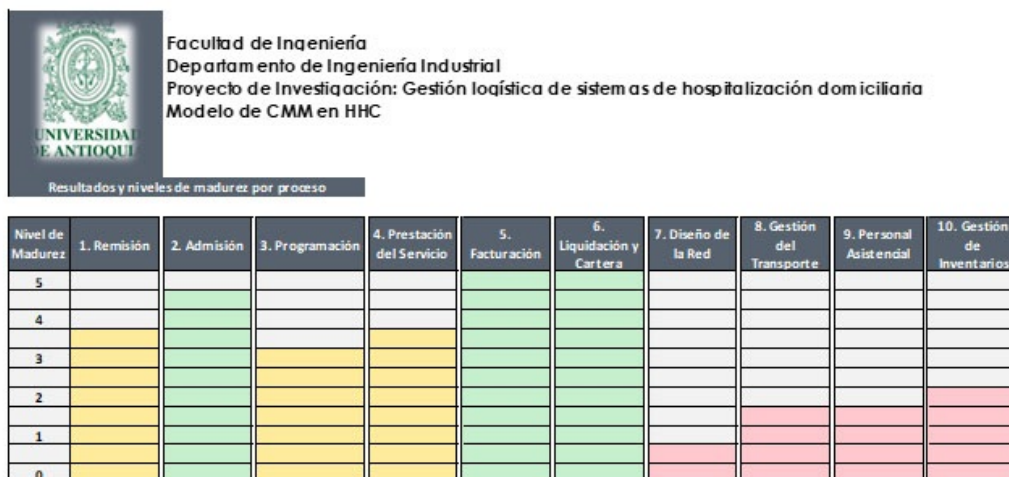 Facultad de Ingeniería
Departamento de Ingeniería Industrial
Proyecto de Investigación: Gestión logística de sistemas de hospitalización domiciliaria
Modelo de CMM en HHC
UNIVERSIDAD
DE ANTIOQUI
Resultados y niveles de madurez por proceso
Nivel de Madurez 1. Remisión 2. Admisión 3. Programación 4. Prestación del Servicio 5. Facturación 6. Liquidación y Cartera 7. Diseño de la Red 8. Gestión del Transporte 9. Personal Asistencial 10. Gestión de Inventarios
5
4
3
2
1
0